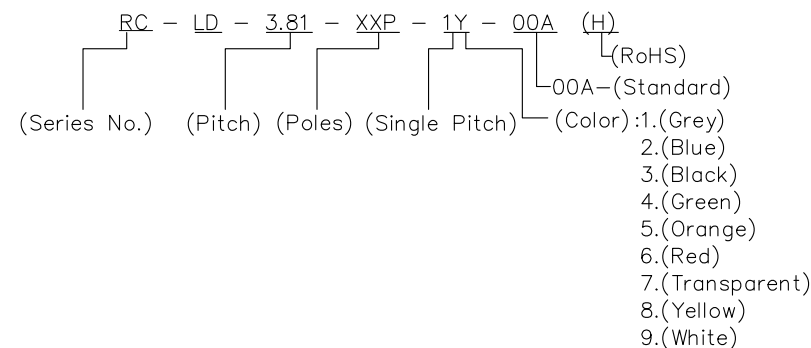 RC - LD - 3.81 - XXP - 1Y - 00A (H)
(RoHS)
00A-(Standard)
(Series No.) (Pitch) (Poles) (Single Pitch) (Color):1.(Grey)
2.(Blue)
3.(Black)
4.(Green)
5.(Orange)
6.(Red)
7.(Transparent)
8.(Yellow)
9.(White)